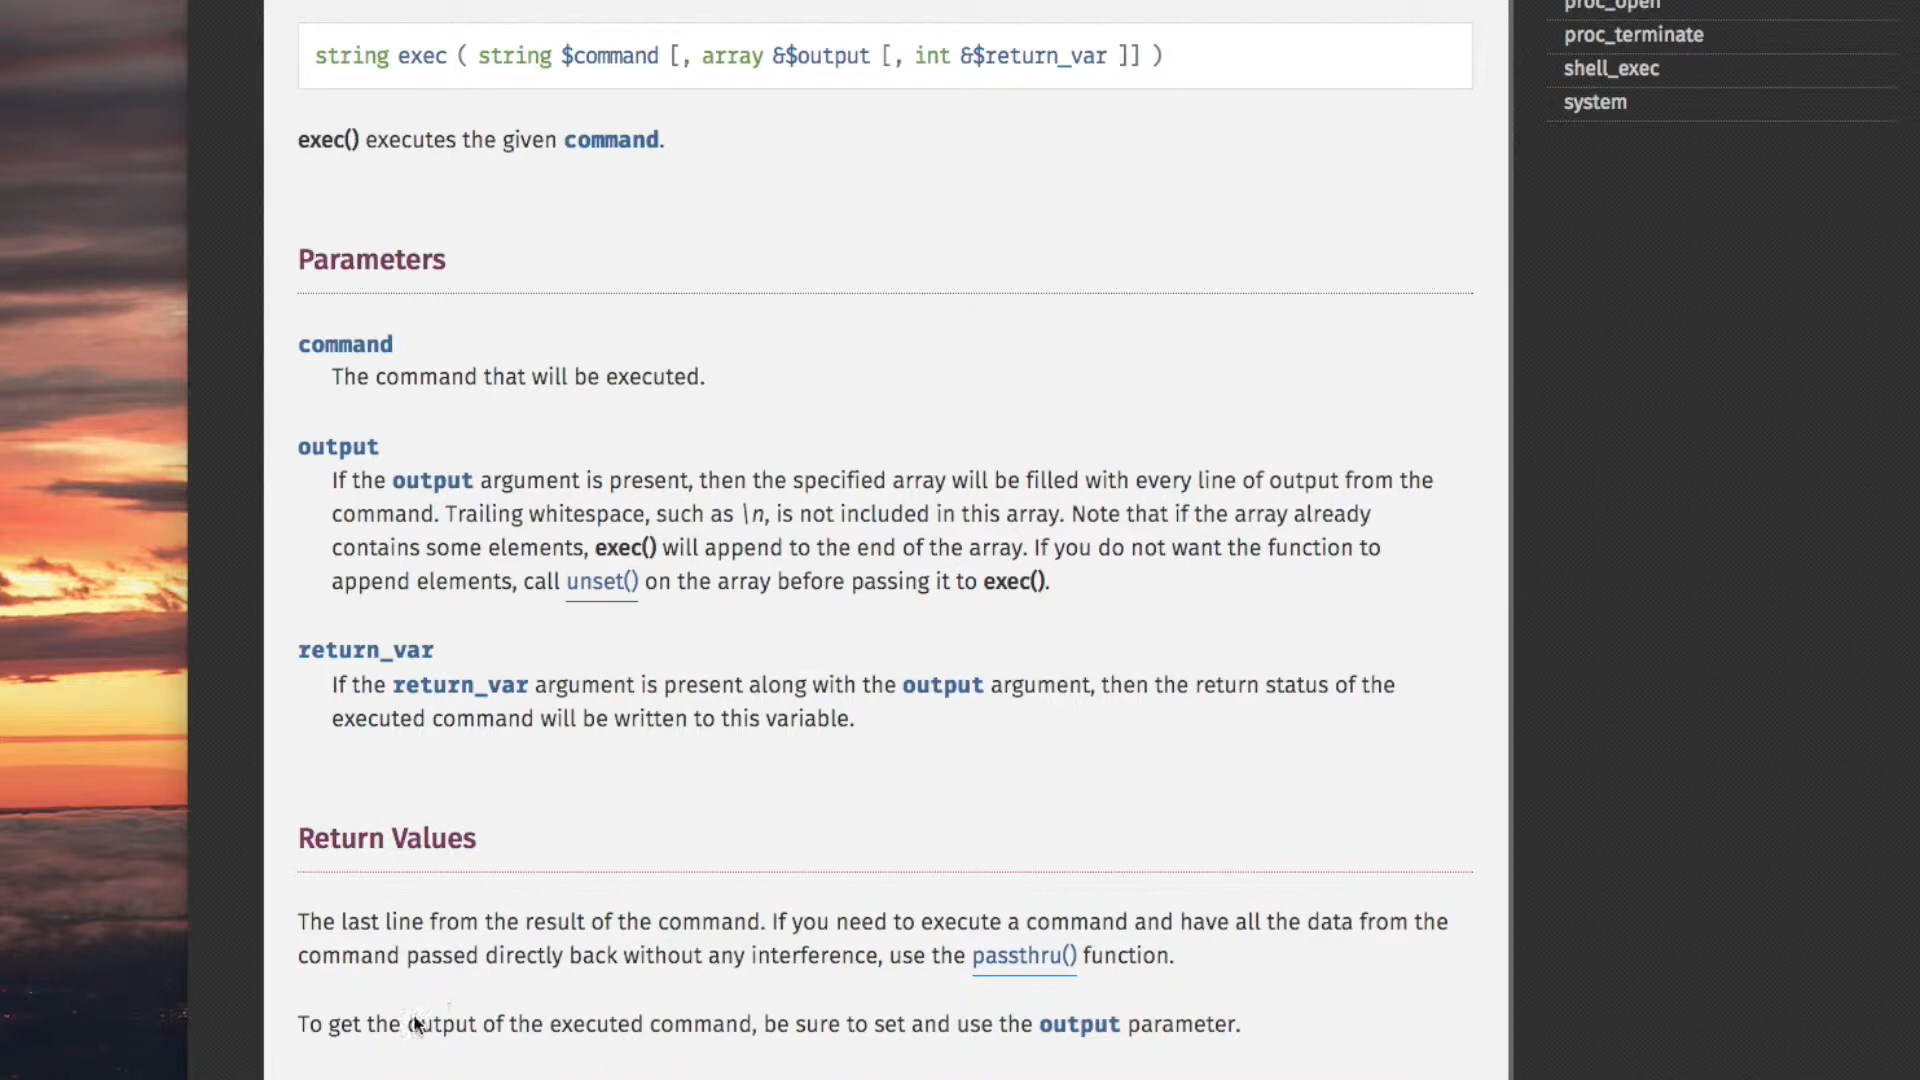 string exec ( string $command [, array &$output [, int &$return_var ]] )
exec() executes the given command.
Parameters
command
The command that will be executed.
output
If the output argument is present, then the specified array will be filled with every line of output from the
command. Trailing whitespace, such as \n, is not included in this array. Note that if the array already
contains some elements, exec() will append to the end of the array. If you do not want the function to
append elements, call unset() on the array before passing it to exec().
return_var
If the return_var argument is present along with the output argument, then the return status of the
executed command will be written to this variable.
Return Values
The last line from the result of the command. If you need to execute a command and have all the data from the
command passed directly back without any interference, use the passthru() function.
To get the output of the executed command, be sure to set and use the output parameter.
proc_open
proc_terminate
shell_exec
system